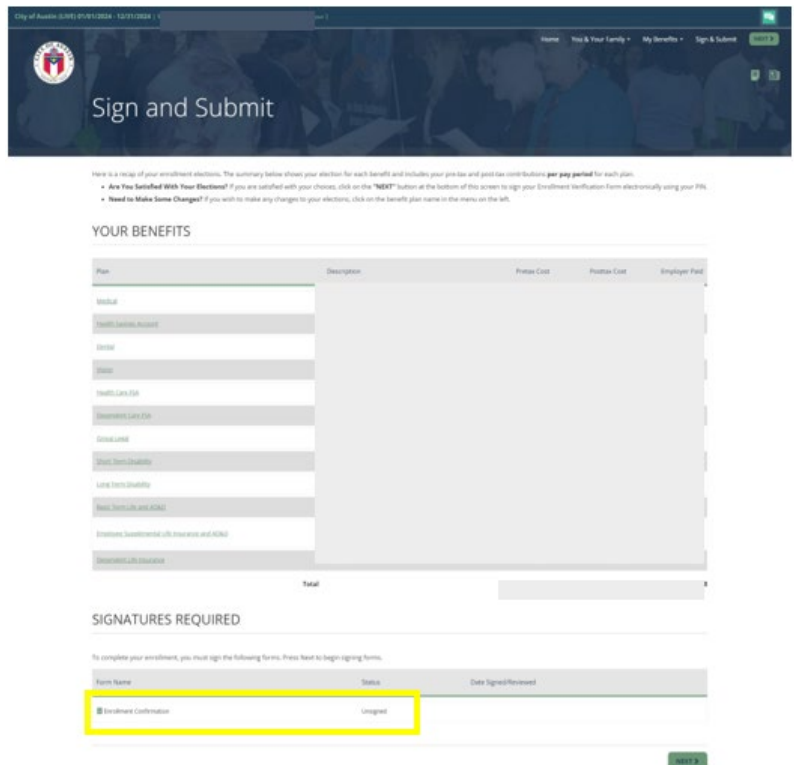 City of Austin (LIVE) 01/01/2024 - 12/31/2024 |
Home You & Your Family My Benefits Sign & Submit NEXT
Sign and Submit
Here is a recap of your enrollment elections. The summary below shows your election for each benefit and includes your pre-tax and post-tax contributions per pay period for each plan.
• Are You Satisfied With Your Elections? If you are satisfied with your choices, click on the "NEXT" button at the bottom of this screen to sign your Enrollment Verification Form electronically using your PIN.
• Need to Make Some Changes? If you wish to make any changes to your elections, click on the benefit plan name in the menu on the left.
YOUR BENEFITS
Plan Description Pretax Cost Posttax Cost Employer Paid
Medical
Health Savings Account
Dental
Vision
Health Care FSA
Dependent Care FSA
Group Legal
Short Term Disability
Long Term Disability
Basic Term Life and AD&D
Employee Supplemental Life Insurance and AD&D
Dependent Life Insurance
Total
SIGNATURES REQUIRED
To complete your enrollment, you must sign the following forms. Press Next to begin signing forms.
Form Name Status Date Signed/Reviewed
Enrollment Confirmation Unsigned
NEXT